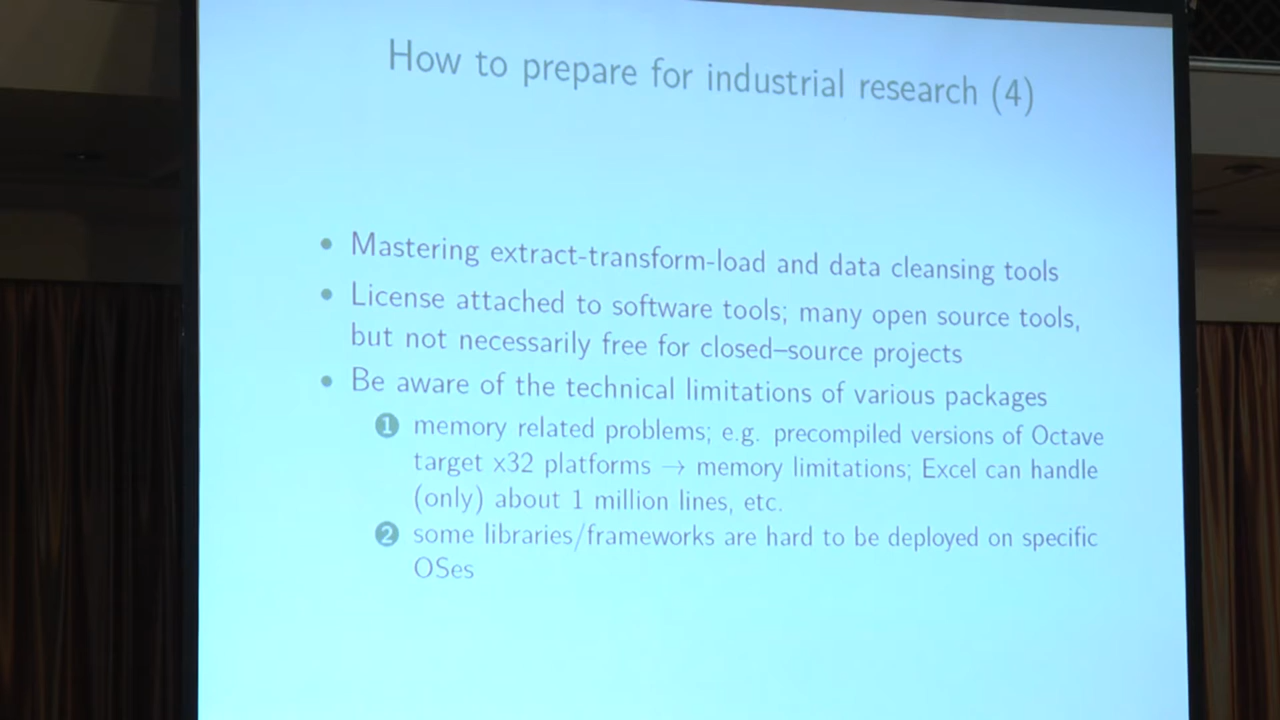 How to prepare for industrial research (4)
• Mastering extract-transform-load and data cleansing tools
• License attached to software tools; many open source tools,
but not necessarily free for closed–source projects
• Be aware of the technical limitations of various packages
1 memory related problems; e.g. precompiled versions of Octave
target x32 platforms → memory limitations; Excel can handle
(only) about 1 million lines, etc.
2 some libraries/frameworks are hard to be deployed on specific
OSes